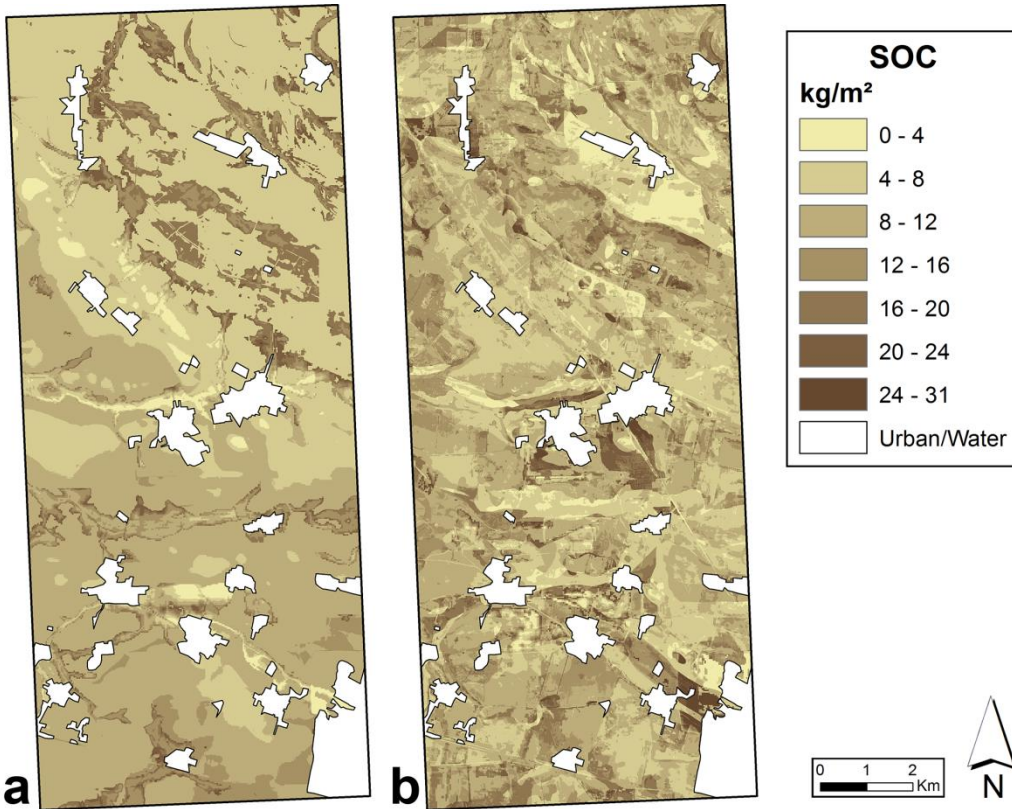 SOC
kg/m²
0 - 4
4 - 8
8 - 12
12 - 16
16 - 20
20 - 24
24 - 31
Urban/Water
a
b
0 1 2
Km
N